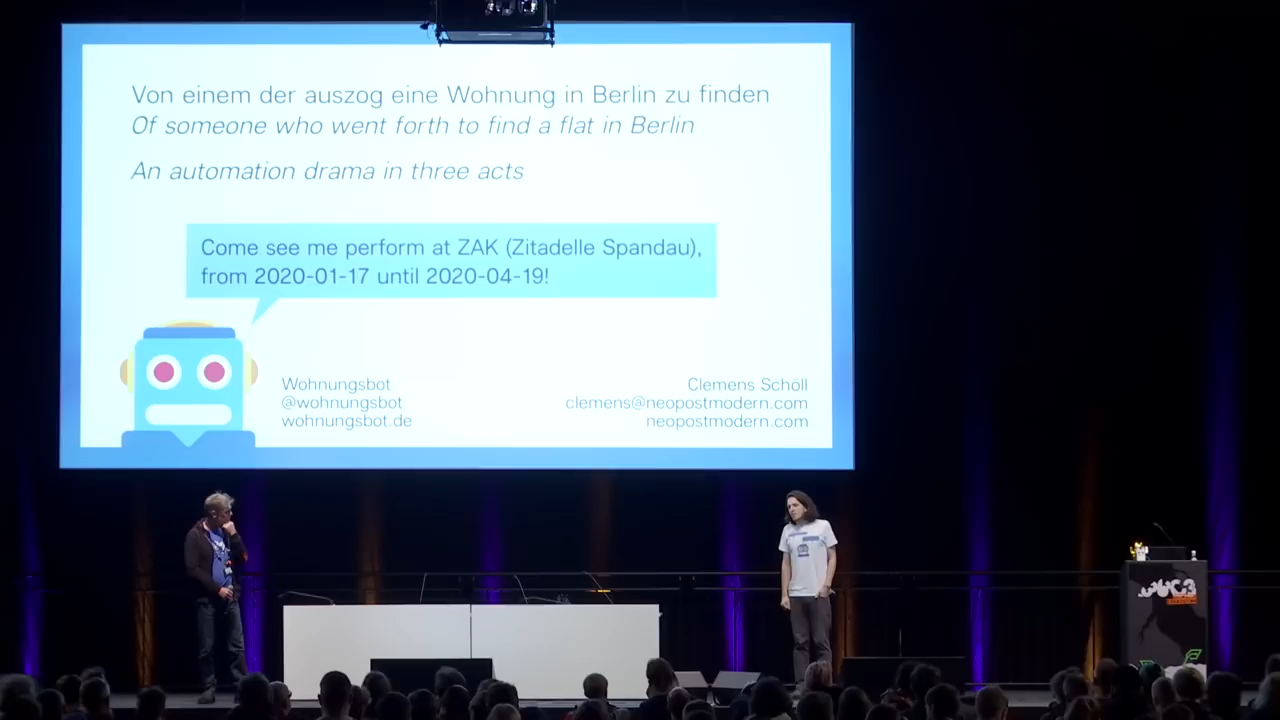 Von einem der auszog eine Wohnung in Berlin zu finden
Of someone who went forth to find a flat in Berlin
An automation drama in three acts
Come see me perform at ZAK (Zitadelle Spandau),
from 2020-01-17 until 2020-04-19!
Wohnungsbot
@wohnungsbot
wohnungsbot.de
Clemens Schöll
clemens@neopostmodern.com
neopostmodern.com